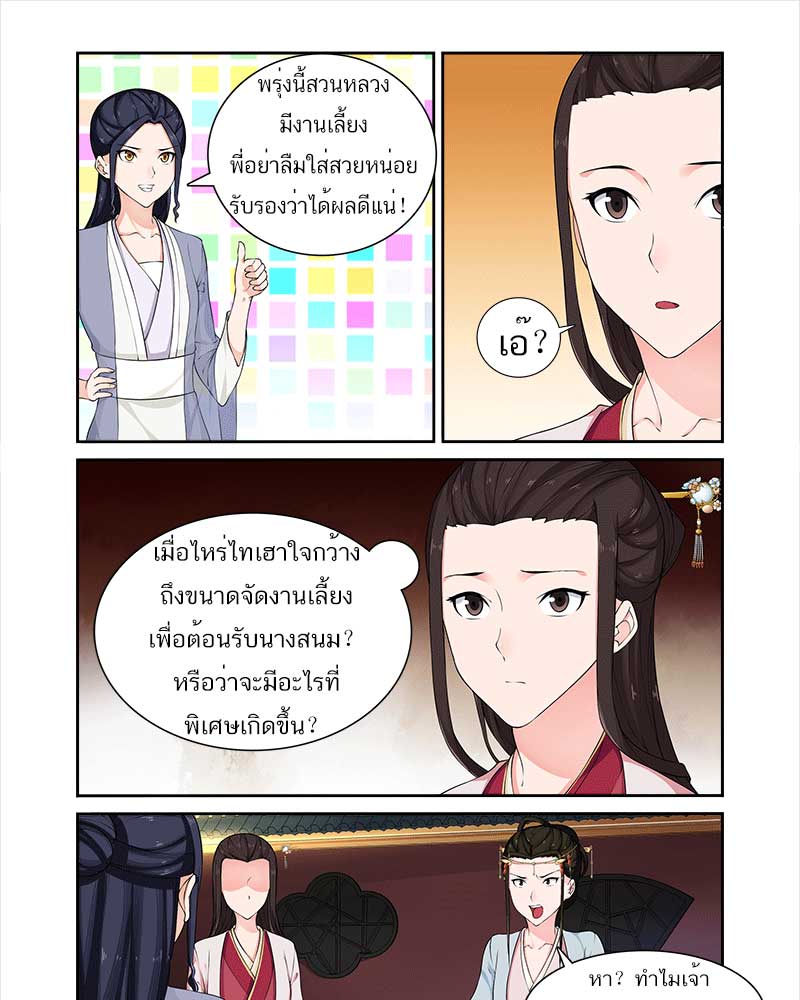 พรุ่งนี้สวนหลวง
มีงานเลี้ยง
พี่อย่าลืมใส่สวยหน่อย
รับรองว่าได้ผลดีแน่!
เอ๊?
เมื่อไหร่ไทเฮาใจกว้าง
ถึงขนาดจัดงานเลี้ยง
เพื่อต้อนรับนางสนม?
หรือว่าจะมีอะไรที่
พิเศษเกิดขึ้น?
หา? ทำไมเจ้า